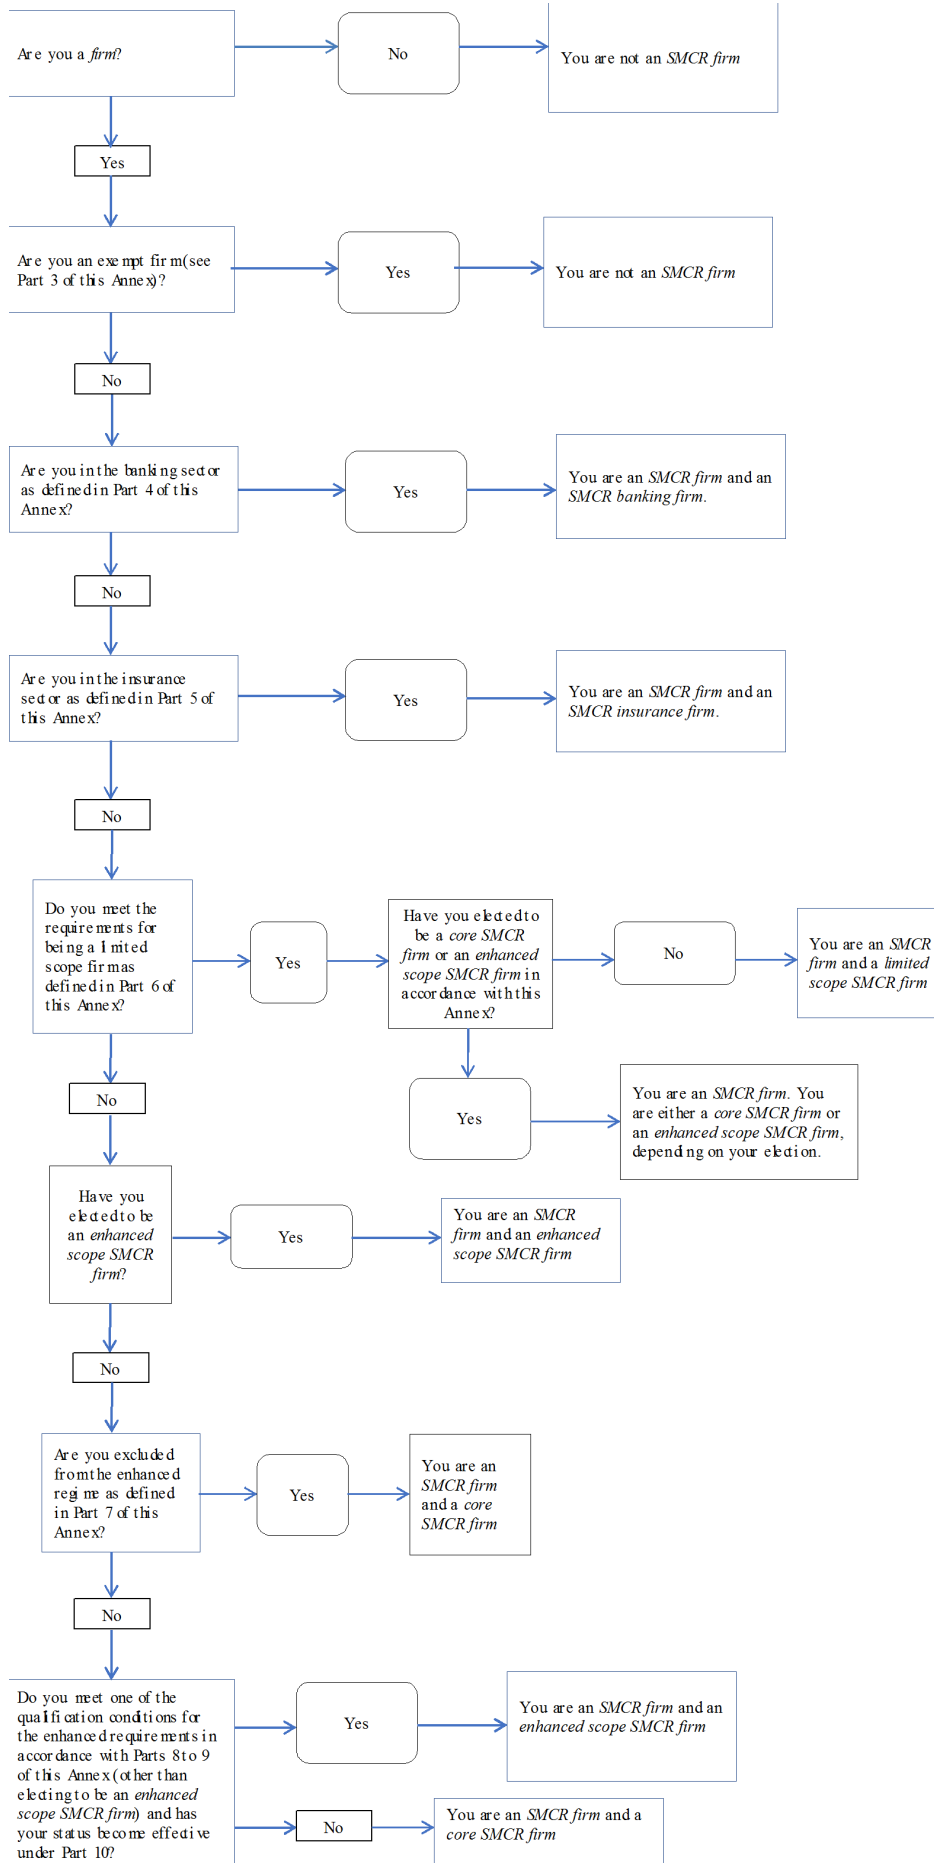 Are you a firm?
No
You are not an SMCR firm
Yes
Are you an exempt firm (see
Part 3 of this Annex)?
Yes
You are not an SMCR firm
No
Are you in the banking sector
as defined in Part 4 of this
Annex?
Yes
You are an SMCR firm and an
SMCR banking firm.
No
Are you in the insurance
sector as defined in Part 5 of
this Annex?
Yes
You are an SMCR firm and an
SMCR insurance firm.
No
Do you meet the
requirements for
being a limited
scope firm as
defined in Part 6 of
this Annex?
Yes
Have you elected to
be a core SMCR
firm or an enhanced
scope SMCR firm in
accordance with this
Annex?
No
You are an SMCR
firm and a limited
scope SMCR firm
Yes
You are an SMCR firm. You
are either a core SMCR firm or
an enhanced scope SMCR firm,
depending on your election.
No
Have you
elected to be
an enhanced
scope SMCR
firm?
Yes
You are an SMCR
firm and an enhanced
scope SMCR firm
No
Are you excluded
from the enhanced
regime as defined
in Part 7 of this
Annex?
Yes
You are an
SMCR firm
and a core
SMCR firm
No
Do you meet one of the
qualification conditions for
the enhanced requirements in
accordance with Parts 8 to 9
of this Annex (other than
electing to be an enhanced
scope SMCR firm) and has
your status become effective
under Part 10?
Yes
You are an SMCR firm and an
enhanced scope SMCR firm
No
You are an SMCR firm and a
core SMCR firm